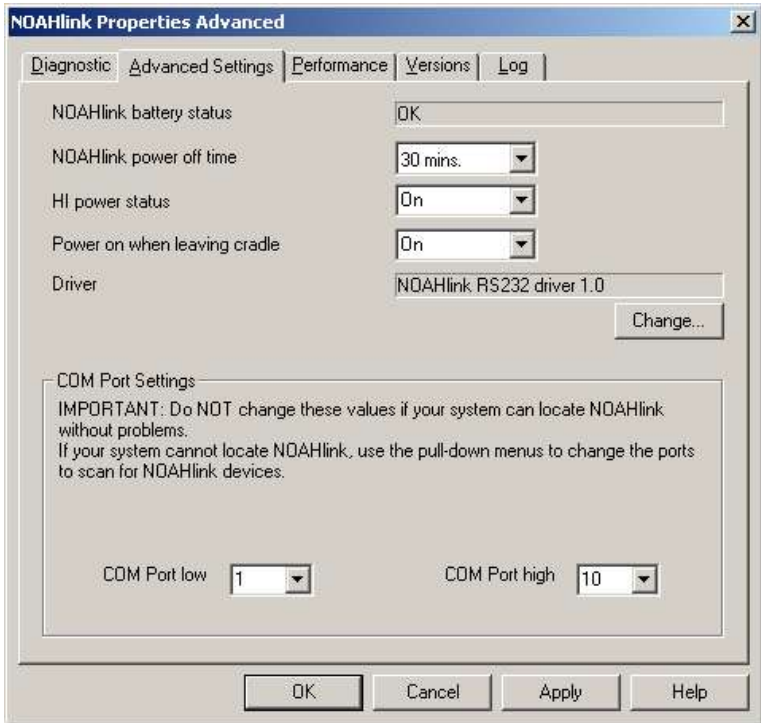 NOAHlink Properties Advanced
Diagnostic Advanced Settings Performance Versions Log
NOAHlink battery status OK
NOAHlink power off time 30 mins.
HI power status On
Power on when leaving cradle On
Driver NOAHlink RS232 driver 1.0
Change...
COM Port Settings
IMPORTANT: Do NOT change these values if your system can locate NOAHlink
without problems.
If your system cannot locate NOAHlink, use the pull-down menus to change the ports
to scan for NOAHlink devices.
COM Port low 1 COM Port high 10
OK Cancel Apply Help